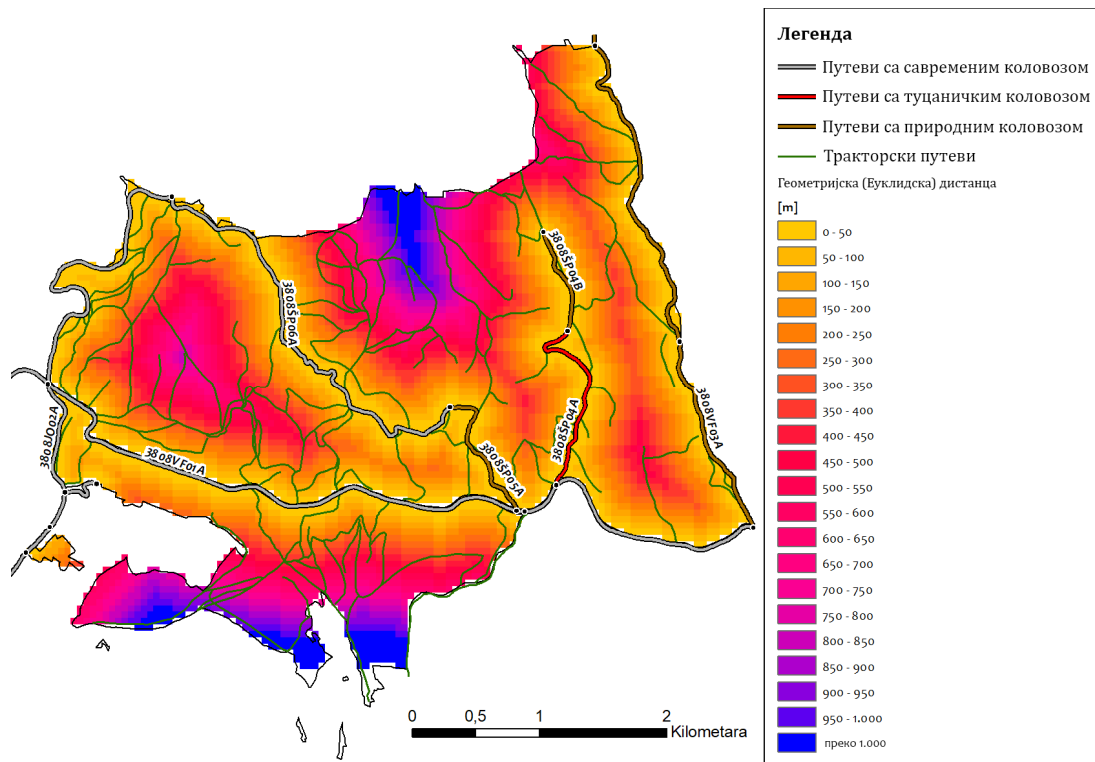 3808ŠP04B
3808ŠP06A
3808VF03A
3808ŠP04A
3808JO02A
3808VF01A
3808ŠP05A
0 0,5 1 2
Kilometara
Легенда
Путеви са савременим коловозом
Путеви са туцаничким коловозом
Путеви са природним коловозом
Тракторски путеви
Геометријска (Еуклидска) дистанца
[m]
0 - 50
50 - 100
100 - 150
150 - 200
200 - 250
250 - 300
300 - 350
350 - 400
400 - 450
450 - 500
500 - 550
550 - 600
600 - 650
650 - 700
700 - 750
750 - 800
800 - 850
850 - 900
900 - 950
950 - 1.000
преко 1.000